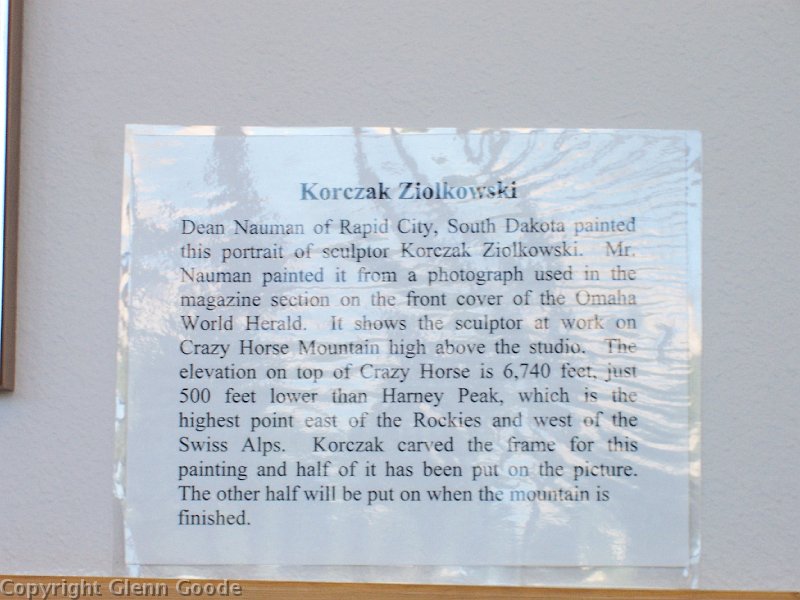 Korczak Ziolkowski
Dean Nauman of Rapid City, South Dakota painted
this portrait of sculptor Korczak Ziolkowski. Mr.
Nauman painted it from a photograph used in the
magazine section on the front cover of the Omaha
World Herald. It shows the sculptor at work on
Crazy Horse Mountain high above the studio. The
elevation on top of Crazy Horse is 6,740 feet, just
500 feet lower than Harney Peak, which is the
highest point east of the Rockies and west of the
Swiss Alps. Korczak carved the frame for this
painting and half of it has been put on the picture.
The other half will be put on when the mountain is
finished.
Copyright Glenn Goode